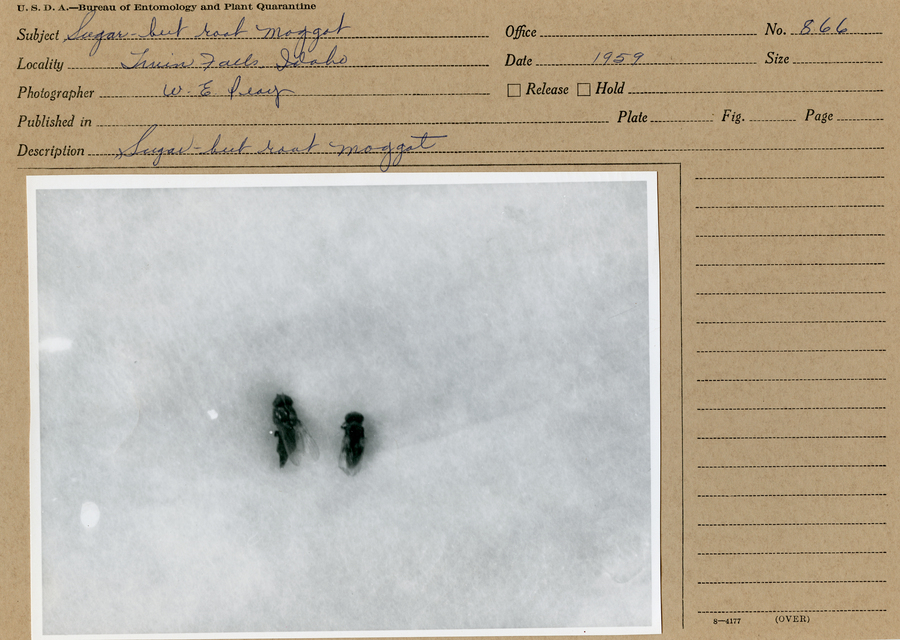 U. S. D. A.—Bureau of Entomology and Plant Quarantine
Subject Sugar-beet root maggot Office No. 866
Locality Twin Falls, Idaho Date 1959 Size
Photographer W. E. Peay Release Hold
Published in Plate Fig. Page
Description Sugar-beet root maggot
8—4177 (OVER)